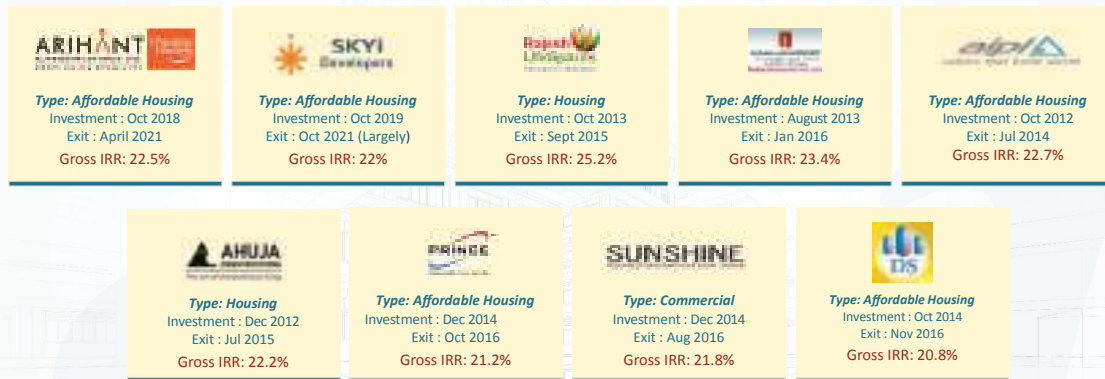 ARIHANT
Type: Affordable Housing
Investment : Oct 2018
Exit : April 2021
Gross IRR: 22.5%
SKYi
Developers
Type: Affordable Housing
Investment : Oct 2019
Exit : Oct 2021 (Largely)
Gross IRR: 22%
Rajesh
LifeSpaces
Type: Housing
Investment : Oct 2013
Exit : Sept 2015
Gross IRR: 25.2%
Type: Affordable Housing
Investment : August 2013
Exit : Jan 2016
Gross IRR: 23.4%
Type: Affordable Housing
Investment : Oct 2012
Exit : Jul 2014
Gross IRR: 22.7%
AHUJA
Type: Housing
Investment : Dec 2012
Exit : Jul 2015
Gross IRR: 22.2%
PRINCE
Type: Affordable Housing
Investment : Dec 2014
Exit : Oct 2016
Gross IRR: 21.2%
SUNSHINE
Type: Commercial
Investment : Dec 2014
Exit : Aug 2016
Gross IRR: 21.8%
DS
Type: Affordable Housing
Investment : Oct 2014
Exit : Nov 2016
Gross IRR: 20.8%